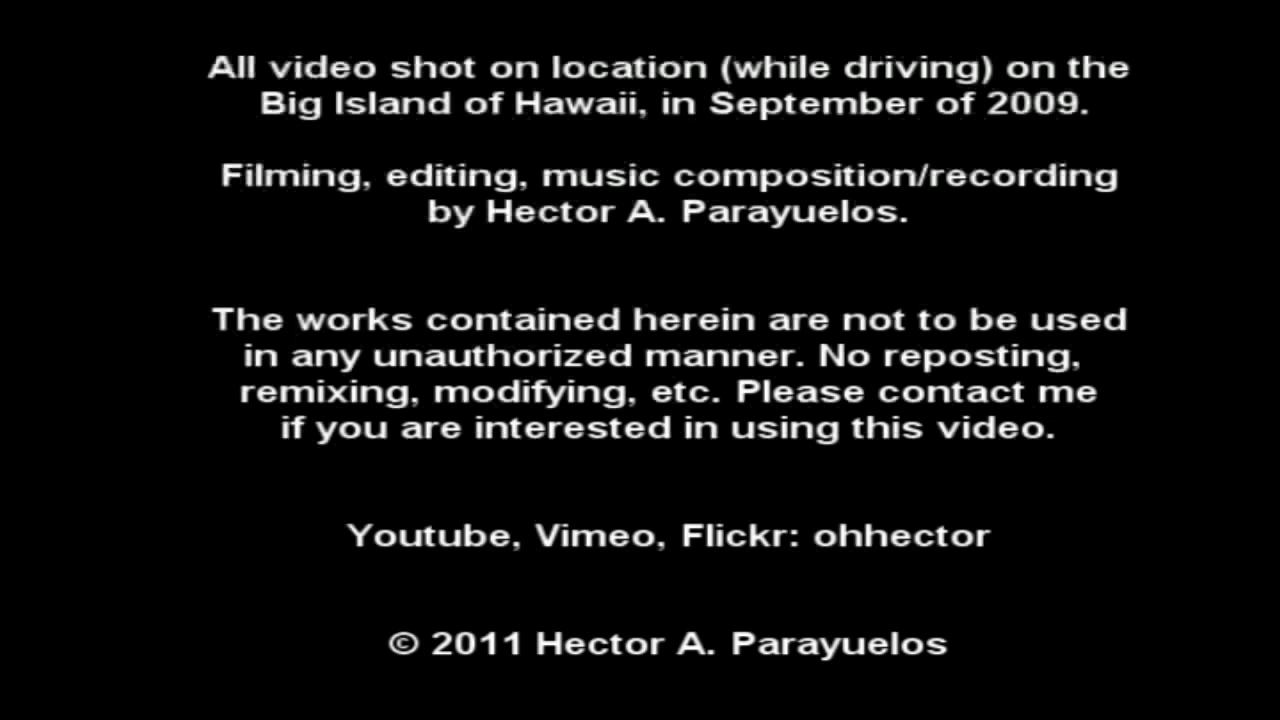 All video shot on location (while driving) on the
Big Island of Hawaii, in September of 2009.
Filming, editing, music composition/recording
by Hector A. Parayuelos.
The works contained herein are not to be used
in any unauthorized manner. No reposting,
remixing, modifying, etc. Please contact me
if you are interested in using this video.
Youtube, Vimeo, Flickr: ohhector
© 2011 Hector A. Parayuelos